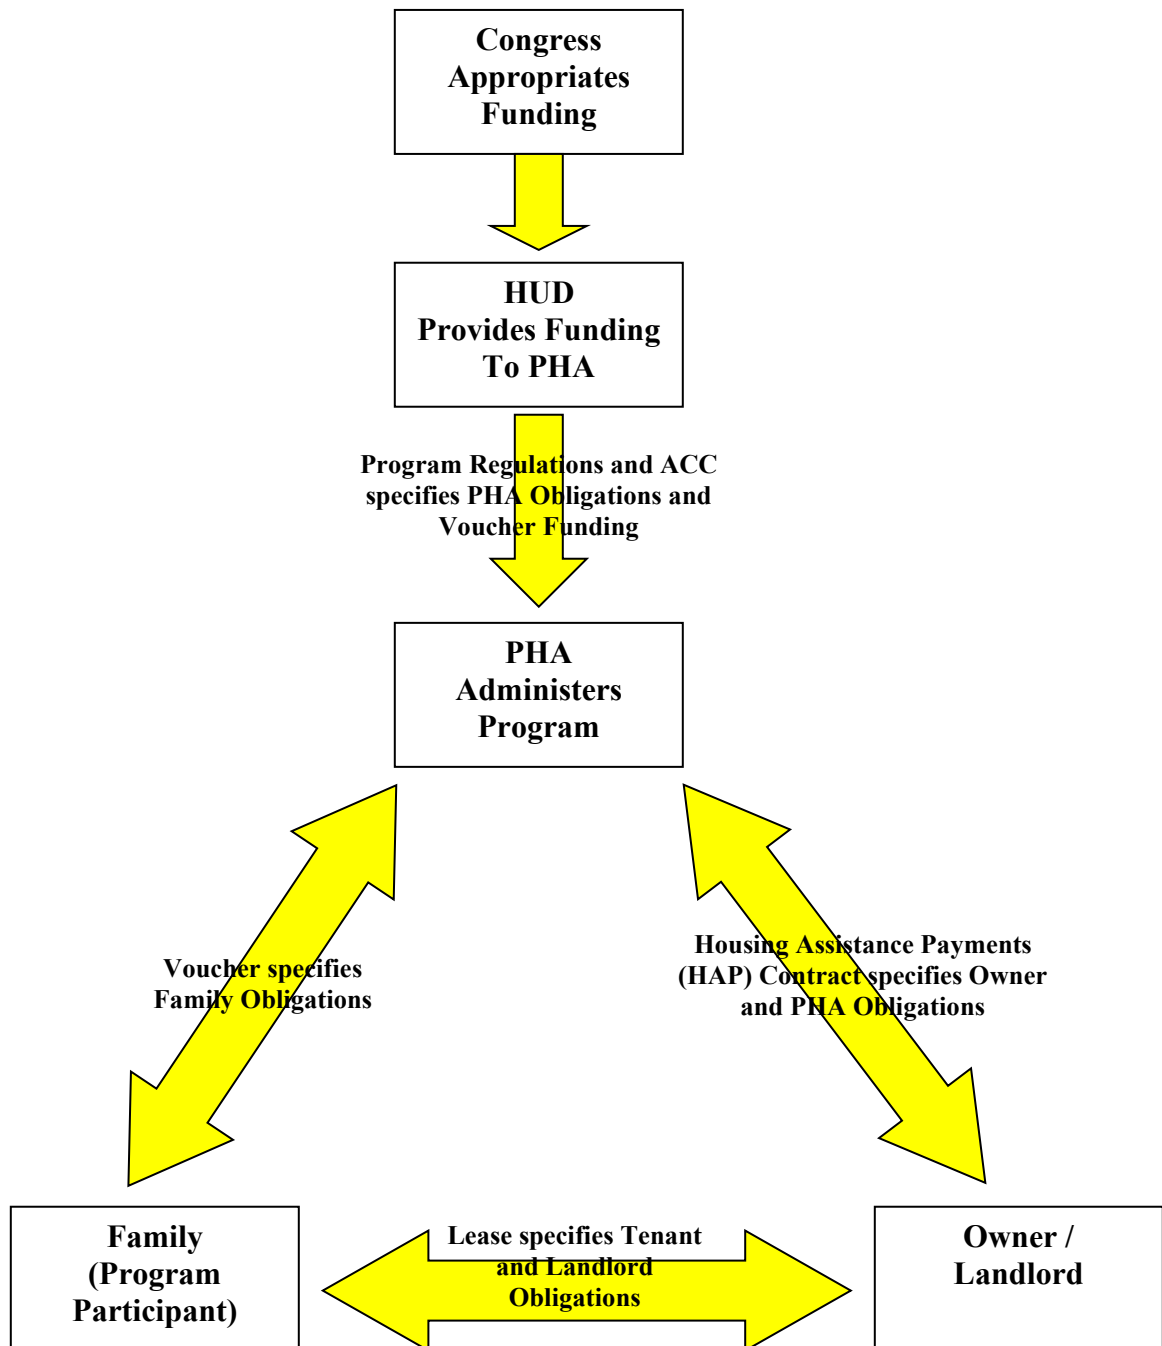 Congress
Appropriates
Funding
HUD
Provides Funding
To PHA
Program Regulations and ACC
specifies PHA Obligations and
Voucher Funding
PHA
Administers
Program
Voucher specifies
Family Obligations
Housing Assistance Payments
(HAP) Contract specifies Owner
and PHA Obligations
Family
(Program
Participant)
Lease specifies Tenant
and Landlord
Obligations
Owner /
Landlord